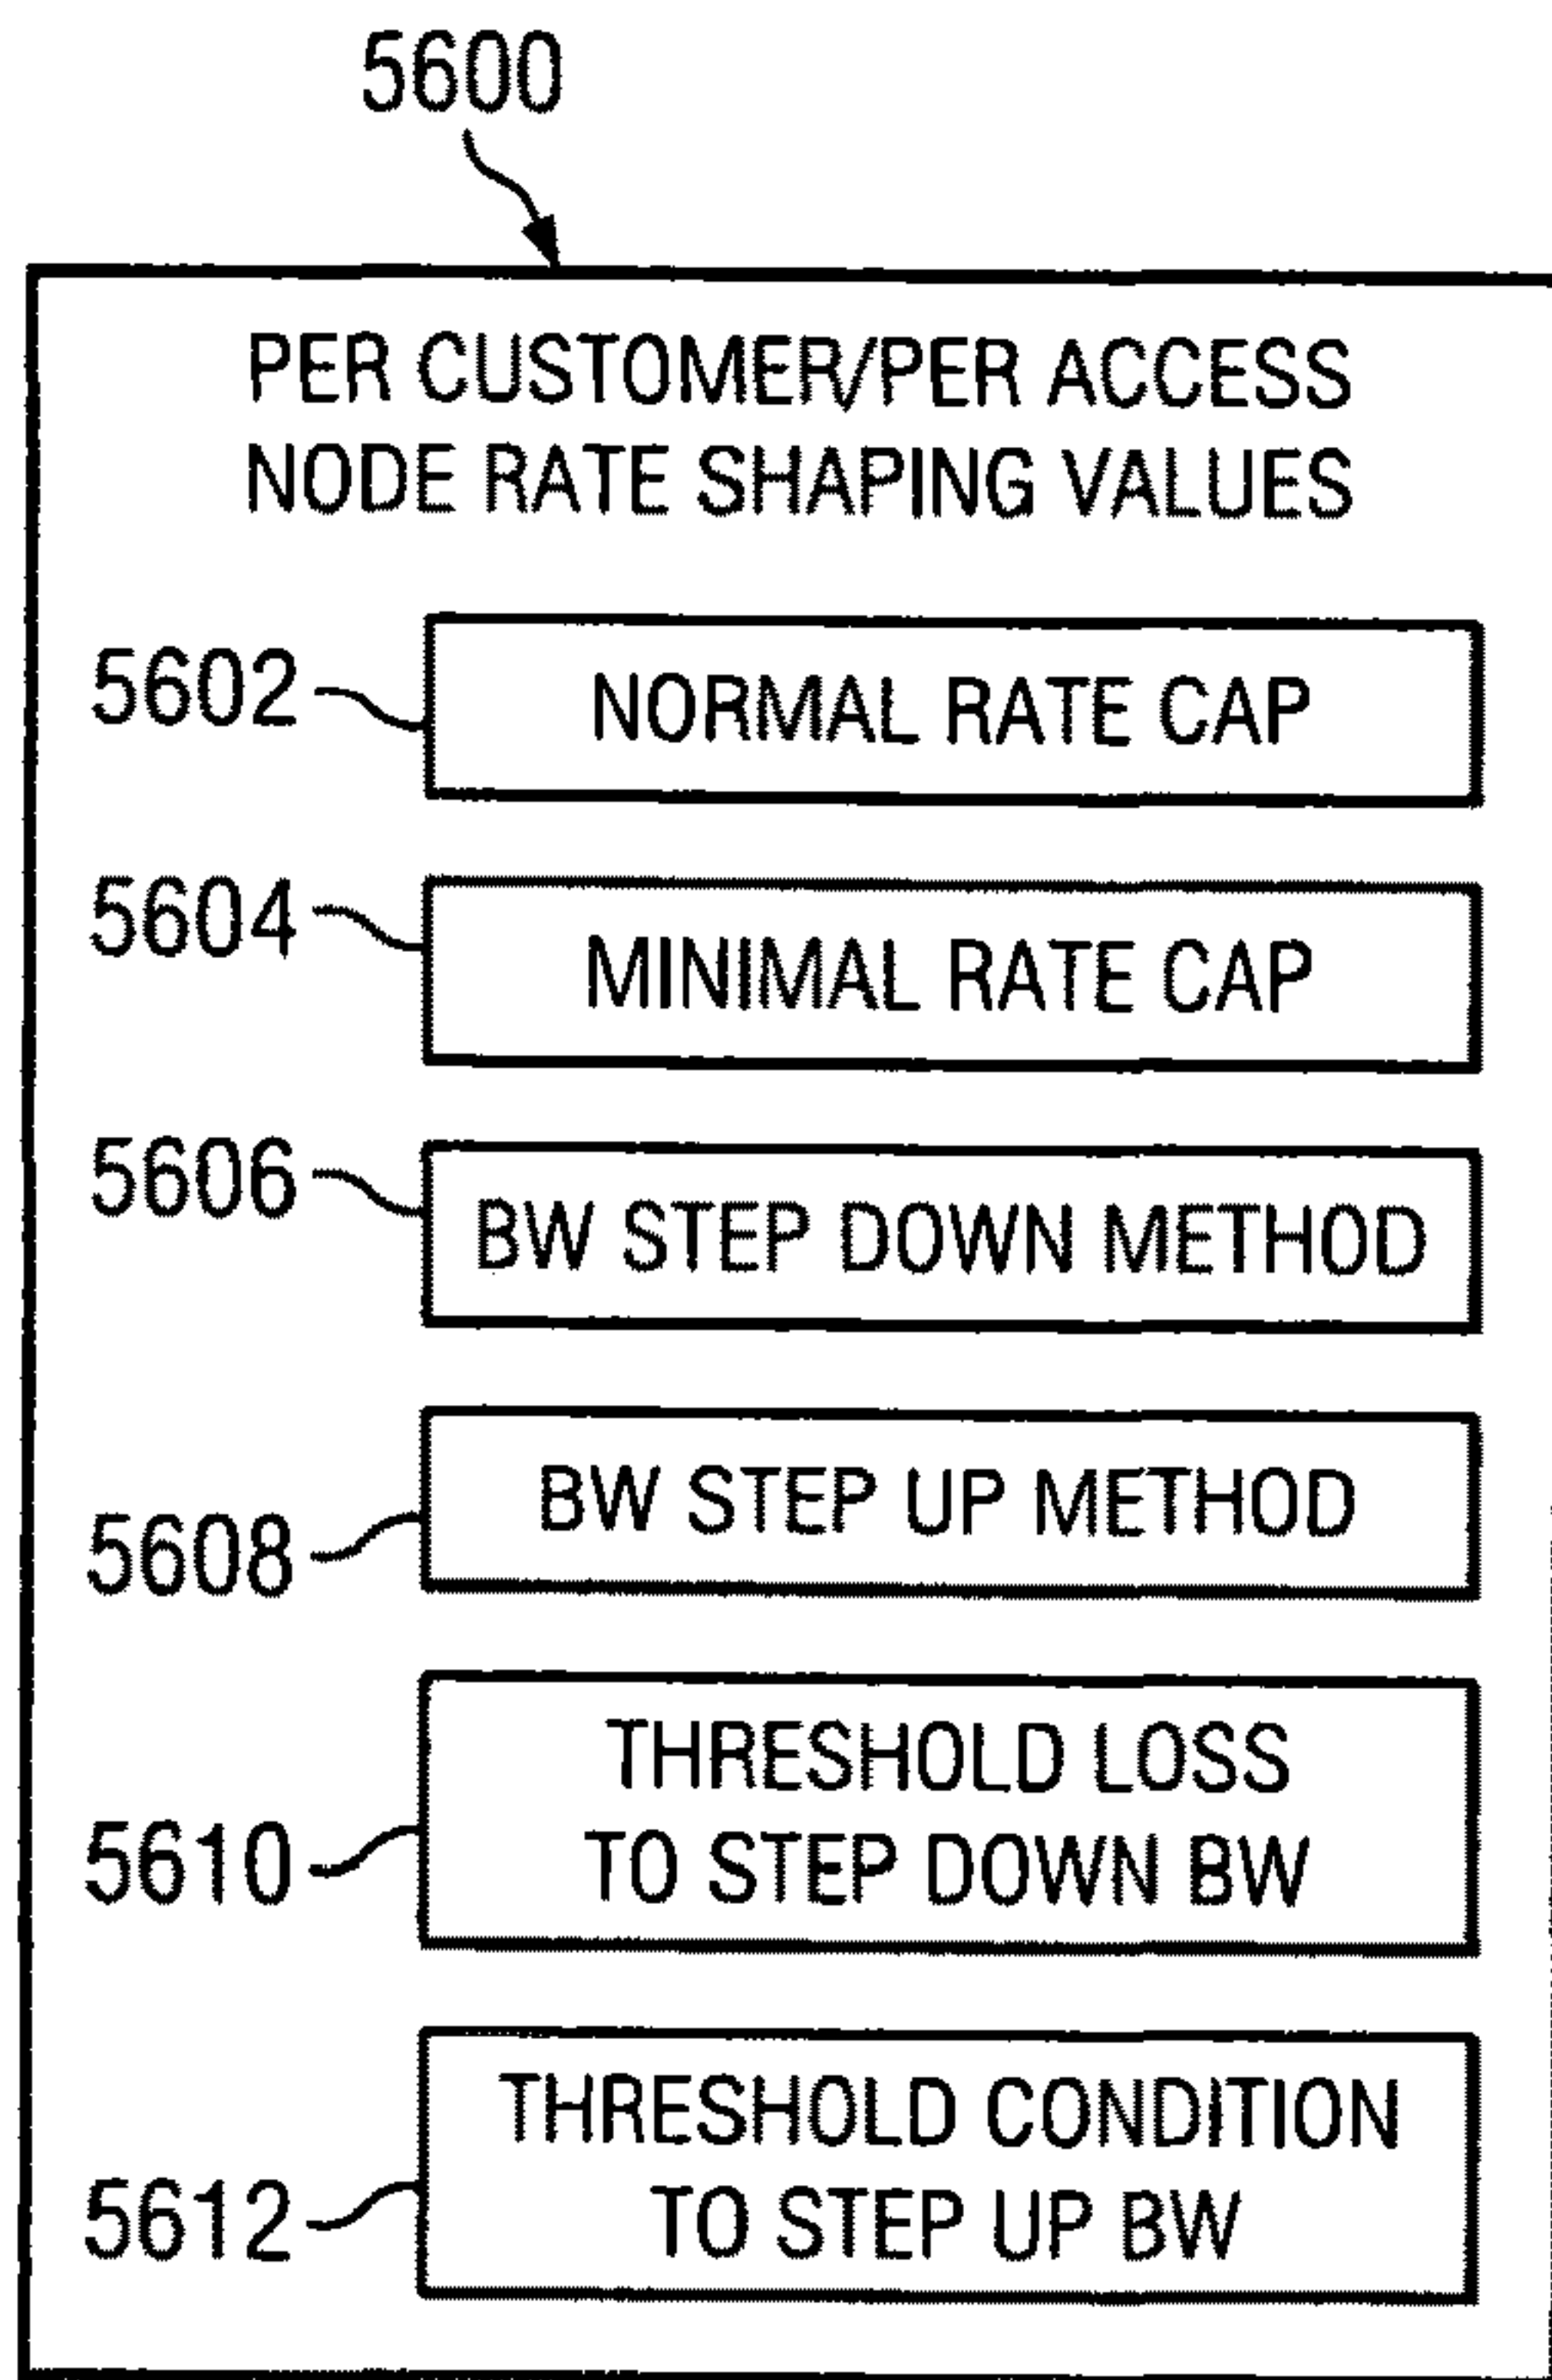 5600
PER CUSTOMER/PER ACCESS
NODE RATE SHAPING VALUES
5602
NORMAL RATE CAP
5604
MINIMAL RATE CAP
5606
BW STEP DOWN METHOD
5608
BW STEP UP METHOD
5610
THRESHOLD LOSS
TO STEP DOWN BW
5612
THRESHOLD CONDITION
TO STEP UP BW